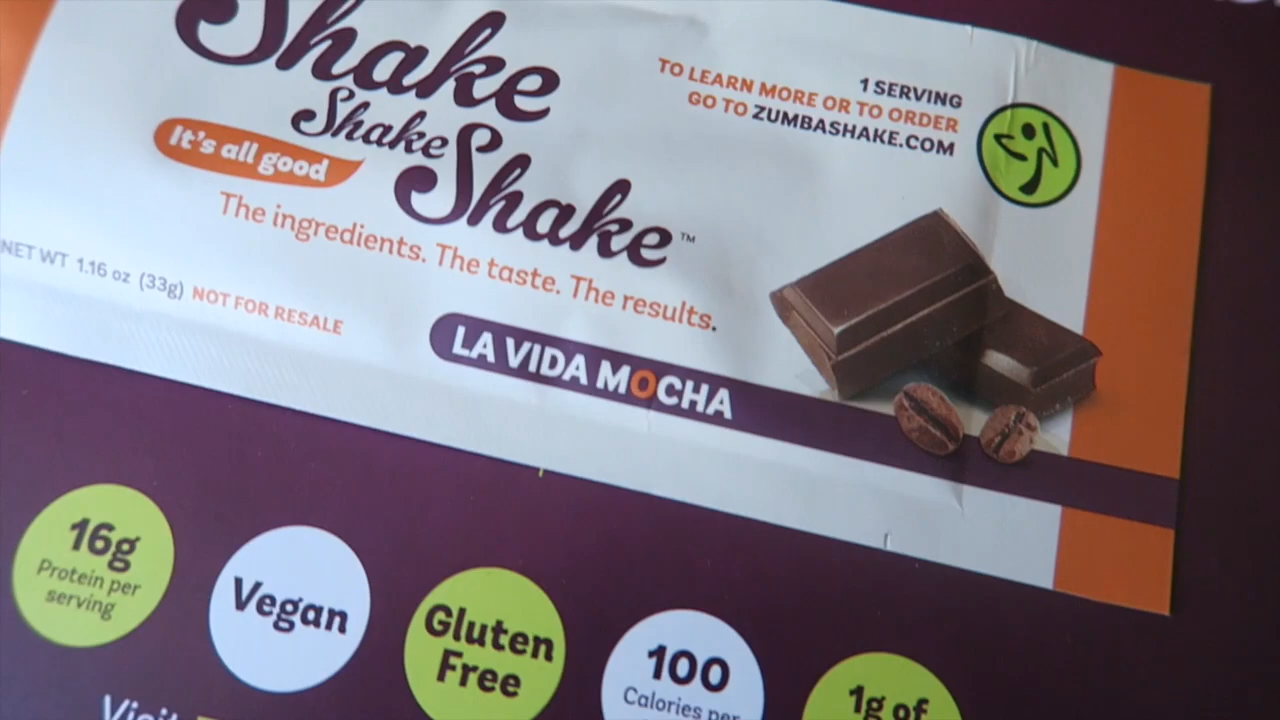 Shake
Shake
Shake™
It's all good
The ingredients. The taste. The results.
NET WT 1.16 oz (33g) NOT FOR RESALE
1 SERVING
TO LEARN MORE OR TO ORDER
GO TO ZUMBASHAKE.COM
LA VIDA MOCHA
16g
Protein per
serving
Vegan
Gluten
Free
100
Calories per
1g of
Visit